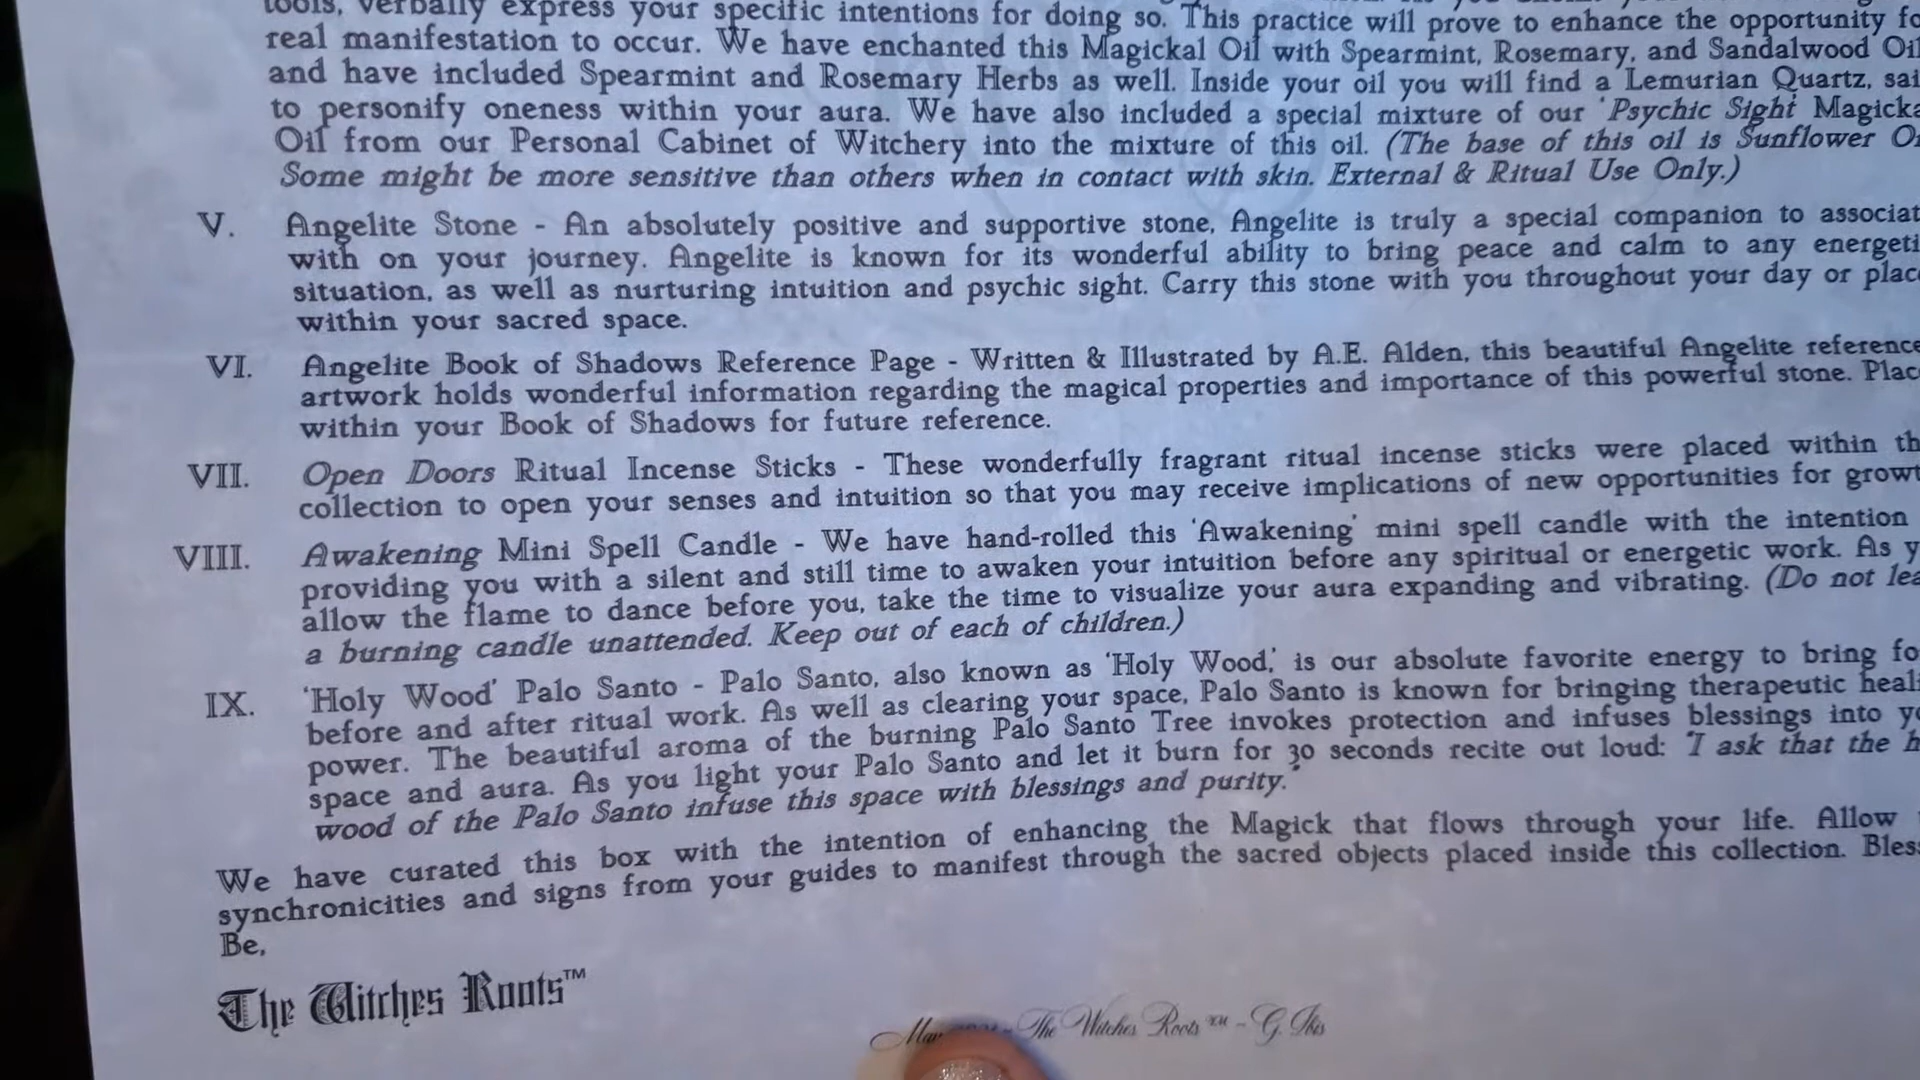 tools, verbally express your specific intentions for doing so. This practice will prove to enhance the opportunity
real manifestation to occur. We have enchanted this Magickal Oil with Spearmint, Rosemary, and Sandalwood Oil
and have included Spearmint and Rosemary Herbs as well. Inside your oil you will find a Lemurian Quartz, sai
to personify oneness within your aura. We have also included a special mixture of our 'Psychic Sight Magicka
Oil from our Personal Cabinet of Witchery into the mixture of this oil. (The base of this oil is Sunflower O
Some might be more sensitive than others when in contact with skin. External & Ritual Use Only.)
V. Angelite Stone - An absolutely positive and supportive stone, Angelite is truly a special companion to associat
with on your journey. Angelite is known for its wonderful ability to bring peace and calm to any energeti
situation, as well as nurturing intuition and psychic sight. Carry this stone with you throughout your day or place
within your sacred space.
VI. Angelite Book of Shadows Reference Page - Written & Illustrated by A.E. Alden, this beautiful Angelite reference
artwork holds wonderful information regarding the magical properties and importance of this powerful stone. Place
within your Book of Shadows for future reference.
VII. Open Doors Ritual Incense Sticks - These wonderfully fragrant ritual incense sticks were placed within th
collection to open your senses and intuition so that you may receive implications of new opportunities for growt
VIII. Awakening Mini Spell Candle - We have hand-rolled this 'Awakening' mini spell candle with the intention
providing you with a silent and still time to awaken your intuition before any spiritual or energetic work. As y
allow the flame to dance before you, take the time to visualize your aura expanding and vibrating. (Do not lea
a burning candle unattended. Keep out of each of children.)
IX. 'Holy Wood' Palo Santo - Palo Santo, also known as 'Holy Wood,' is our absolute favorite energy to bring fo
before and after ritual work. As well as clearing your space, Palo Santo is known for bringing therapeutic heali
power. The beautiful aroma of the burning Palo Santo Tree invokes protection and infuses blessings into yo
space and aura. As you light your Palo Santo and let it burn for 30 seconds recite out loud: "I ask that the h
wood of the Palo Santo infuse this space with blessings and purity."
We have curated this box with the intention of enhancing the Magick that flows through your life. Allow
synchronicities and signs from your guides to manifest through the sacred objects placed inside this collection. Bless
Be,
The Witches Roots™
The Witches Roots ™ - G. Ihis